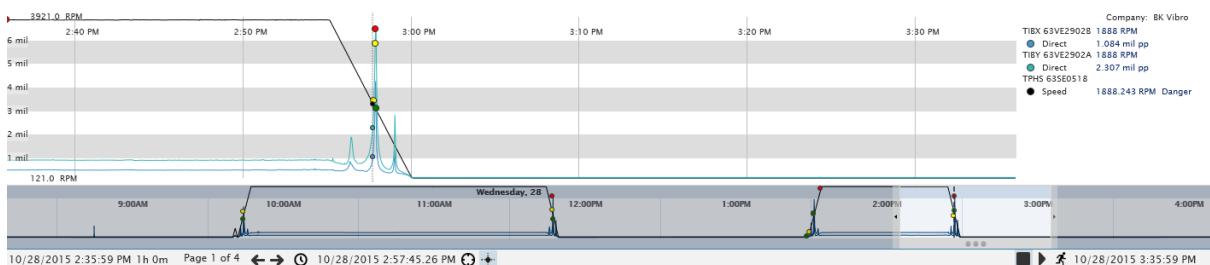 3921.0 RPM
Company: BK Vibro
2:40 PM 2:50 PM 3:00 PM 3:10 PM 3:20 PM 3:30 PM
TIBX 63VE2902B 1888 RPM
6 mil
Direct 1.084 mil pp
TIBY 63VE2902A 1888 RPM
5 mil
Direct 2.307 mil pp
TPHS 63SE0518
4 mil
Speed 1888.243 RPM Danger
3 mil
2 mil
1 mil
121.0 RPM
Wednesday, 28
9:00AM 10:00AM 11:00AM 12:00PM 1:00PM 2:00PM 3:00PM 4:00PM
10/28/2015 2:35:59 PM 1h 0m Page 1 of 4 10/28/2015 2:57:45.26 PM 10/28/2015 3:35:59 PM